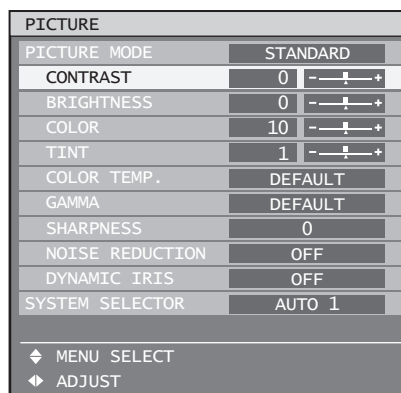 PICTURE
PICTURE MODE STANDARD
CONTRAST 0 - +
BRIGHTNESS 0 - +
COLOR 10 - +
TINT 1 - +
COLOR TEMP. DEFAULT
GAMMA DEFAULT
SHARPNESS 0
NOISE REDUCTION OFF
DYNAMIC IRIS OFF
SYSTEM SELECTOR AUTO 1
MENU SELECT
ADJUST